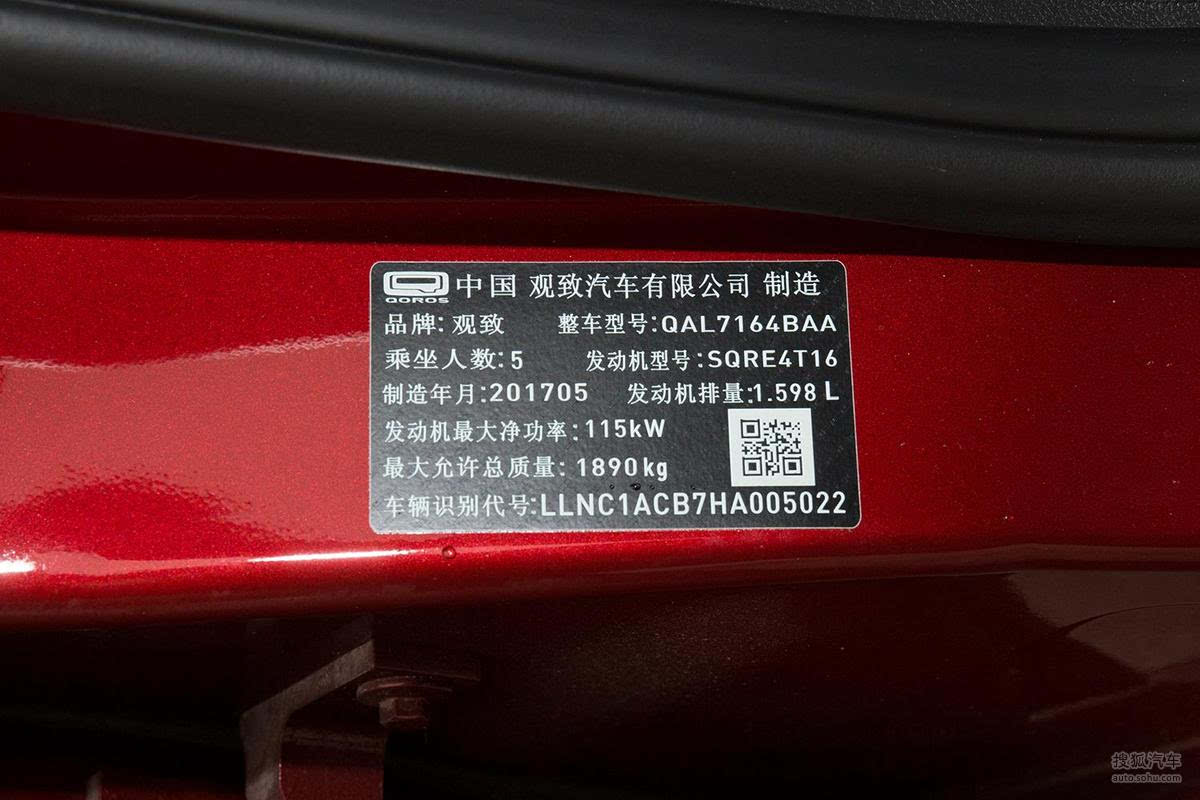 QOROS 中国 观致汽车有限公司 制造
品牌: 观致 整车型号:QAL7164BAA
乘坐人数:5 发动机型号:SQRE4T16
制造年月:201705 发动机排量:1.598 L
发动机最大净功率:115kW
最大允许总质量: 1890kg
车辆识别代号:LLNC1ACB7HA005022
搜狐汽车
auto.sohu.com